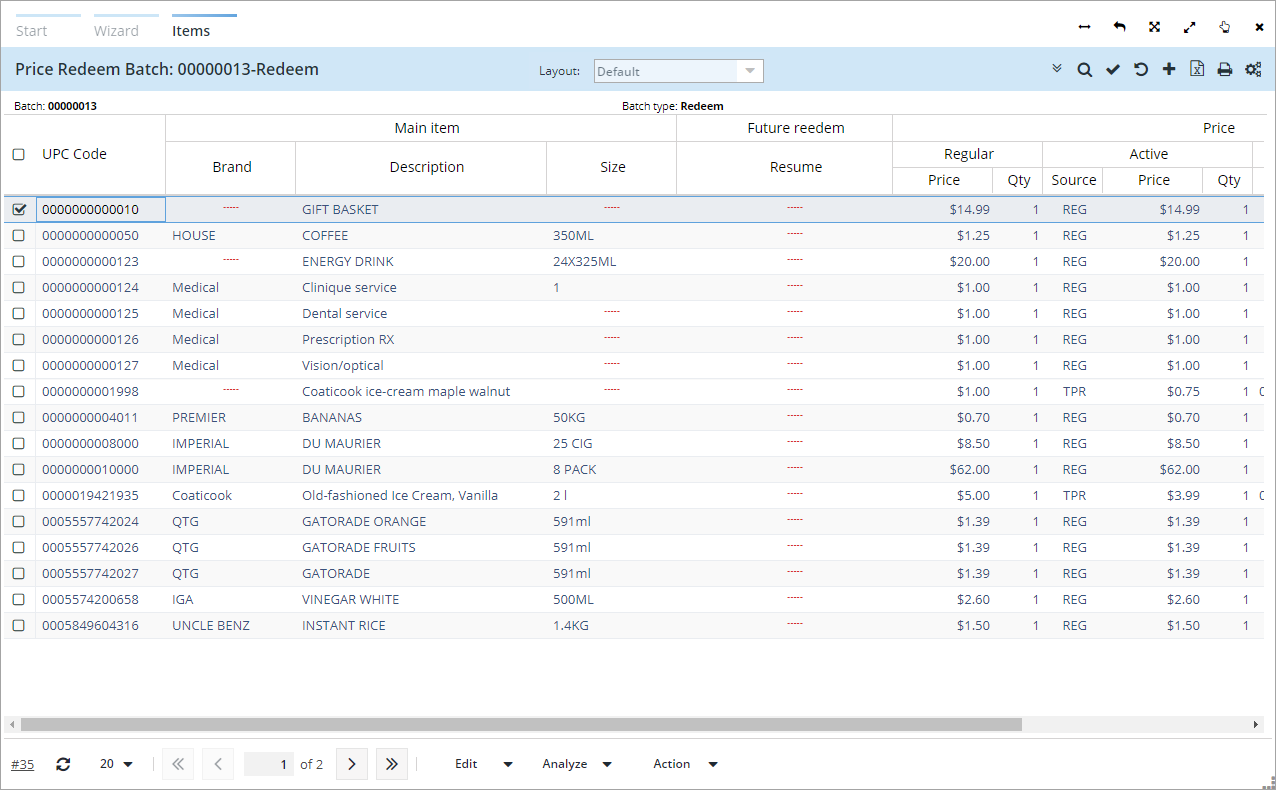 Start Wizard Items
Price Redeem Batch: 00000013-Redeem Layout: Default
Batch: 00000013 Batch type: Redeem
Main item Future reedem Price
UPC Code Brand Description Size Resume Regular Active
Price Qty Source Price Qty
0000000000010 ----- GIFT BASKET ----- ----- $14.99 1 REG $14.99 1
0000000000050 HOUSE COFFEE 350ML ----- $1.25 1 REG $1.25 1
0000000000123 ----- ENERGY DRINK 24X325ML ----- $20.00 1 REG $20.00 1
0000000000124 Medical Clinique service 1 ----- $1.00 1 REG $1.00 1
0000000000125 Medical Dental service ----- ----- $1.00 1 REG $1.00 1
0000000000126 Medical Prescription RX ----- ----- $1.00 1 REG $1.00 1
0000000000127 Medical Vision/optical ----- ----- $1.00 1 REG $1.00 1
0000000001998 ----- Coaticook ice-cream maple walnut ----- ----- $1.00 1 TPR $0.75 1
0000000004011 PREMIER BANANAS 50KG ----- $0.70 1 REG $0.70 1
0000000008000 IMPERIAL DU MAURIER 25 CIG ----- $8.50 1 REG $8.50 1
0000000010000 IMPERIAL DU MAURIER 8 PACK ----- $62.00 1 REG $62.00 1
0000019421935 Coaticook Old-fashioned Ice Cream, Vanilla 2 l ----- $5.00 1 TPR $3.99 1
0005557742024 QTG GATORADE ORANGE 591ml ----- $1.39 1 REG $1.39 1
0005557742026 QTG GATORADE FRUITS 591ml ----- $1.39 1 REG $1.39 1
0005557742027 QTG GATORADE 591ml ----- $1.39 1 REG $1.39 1
0005574200658 IGA VINEGAR WHITE 500ML ----- $2.60 1 REG $2.60 1
0005849604316 UNCLE BENZ INSTANT RICE 1.4KG ----- $1.50 1 REG $1.50 1
#35 20 1 of 2 Edit Analyze Action